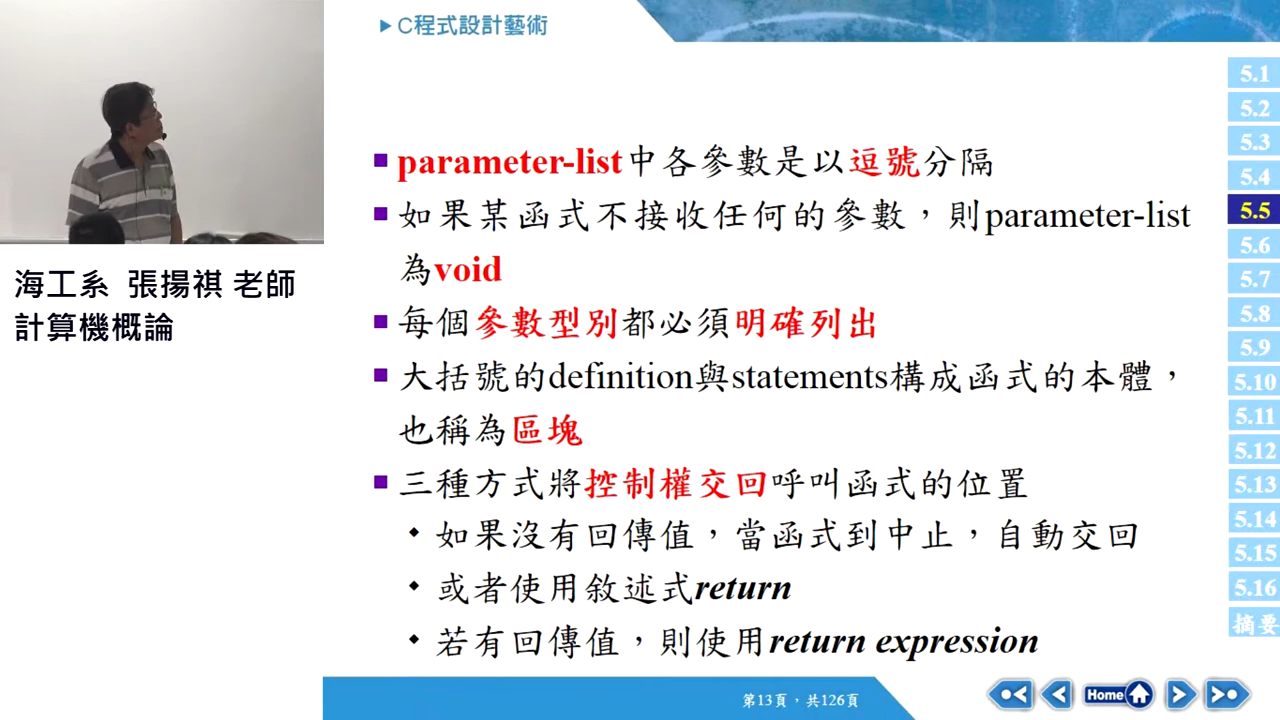 C程式設計藝術
海工系 張揚祺 老師
計算機概論
parameter-list中各參數是以逗號分隔
如果某函式不接收任何的參數，則parameter-list
為void
每個參數型別都必須明確列出
大括號的definition與statements構成函式的本體，
也稱為區塊
三種方式將控制權交回呼叫函式的位置
如果沒有回傳值，當函式到中止，自動交回
或者使用敘述式return
若有回傳值，則使用return expression
5.1
5.2
5.3
5.4
5.5
5.6
5.7
5.8
5.9
5.10
5.11
5.12
5.13
5.14
5.15
5.16
摘要
第13頁，共126頁
Home